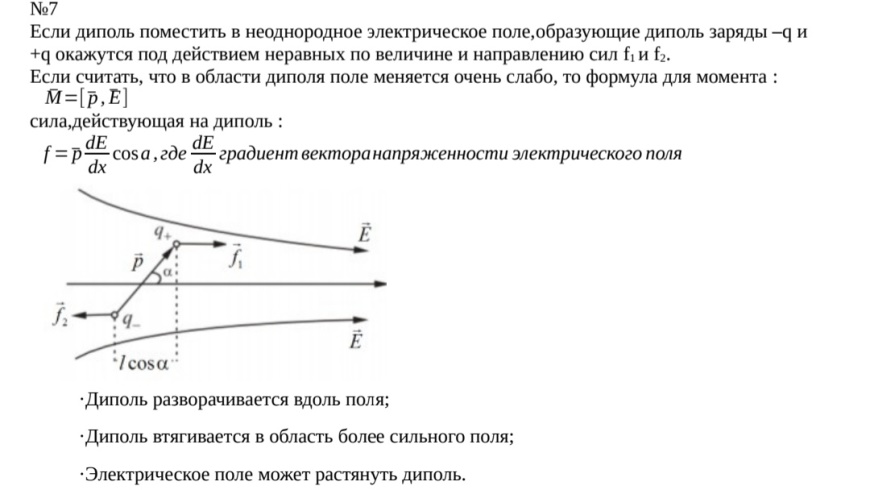 №7
Если диполь поместить в неоднородное электрическое поле,образующие диполь заряды –q и
+q окажутся под действием неравных по величине и направлению сил f₁ и f₂.
Если считать, что в области диполя поле меняется очень слабо, то формула для момента :
M̄=[p̄,Ē]
сила,действующая на диполь :
f=p̄ dE/dx cos a, где dE/dx градиент вектора напряженности электрического поля
q₊
E⃗
p⃗
α
f⃗₁
f⃗₂
q₋
E⃗
l cosα
·Диполь разворачивается вдоль поля;
·Диполь втягивается в область более сильного поля;
·Электрическое поле может растянуть диполь.